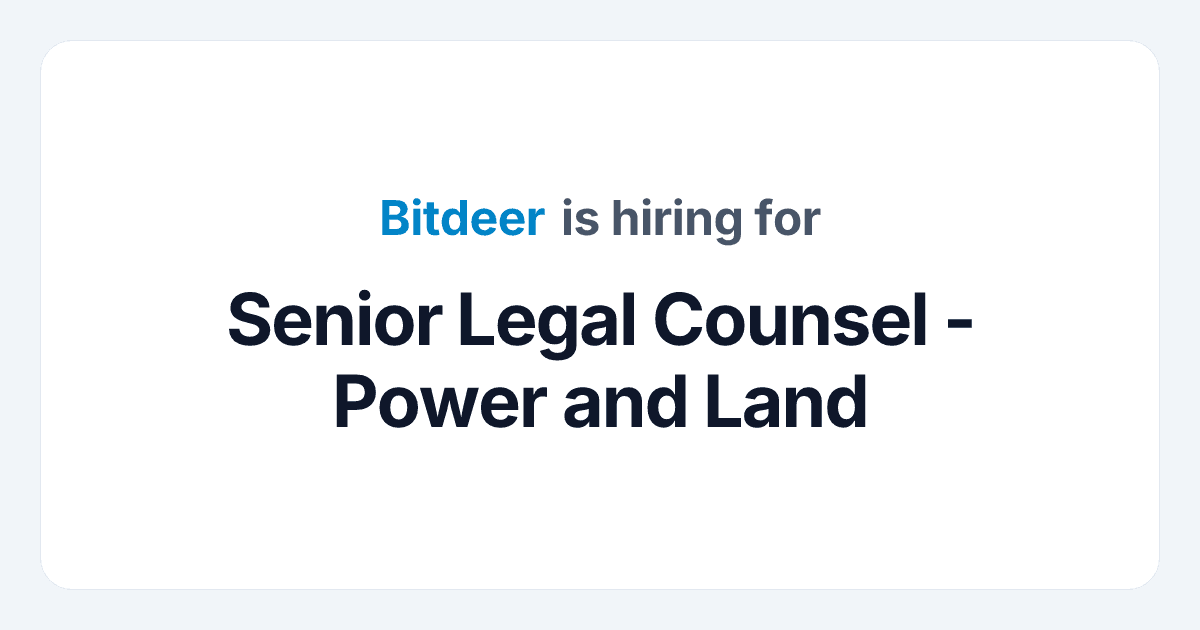 Bitdeer is hiring for
Senior Legal Counsel -
Power and Land